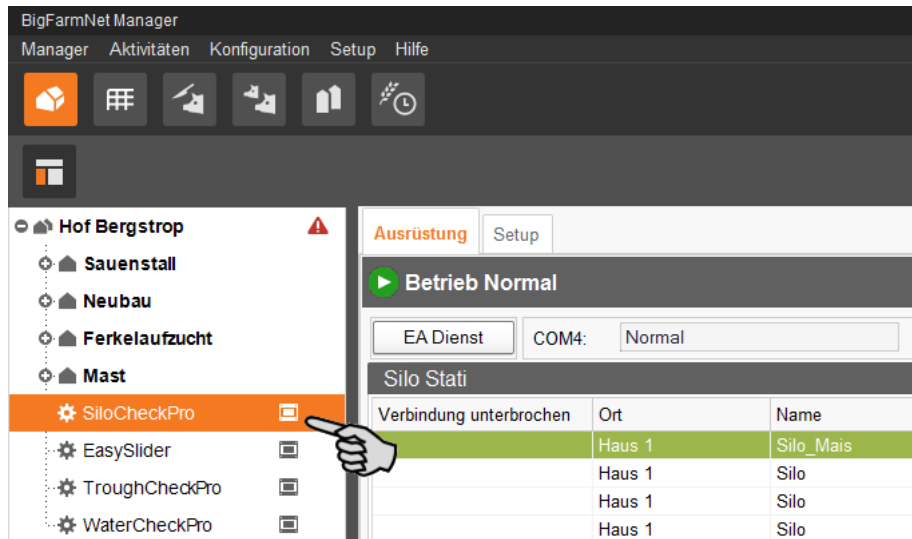 BigFarmNet Manager
Manager Aktivitäten Konfiguration Setup Hilfe
Hof Bergstrop
Sauenstall
Neubau
Ferkelaufzucht
Mast
SiloCheckPro
EasySlider
TroughCheckPro
WaterCheckPro
Ausrüstung Setup
Betrieb Normal
EA Dienst COM4: Normal
Silo Stati
Verbindung unterbrochen Ort Name
Haus 1 Silo_Mais
Haus 1 Silo
Haus 1 Silo
Haus 1 Silo